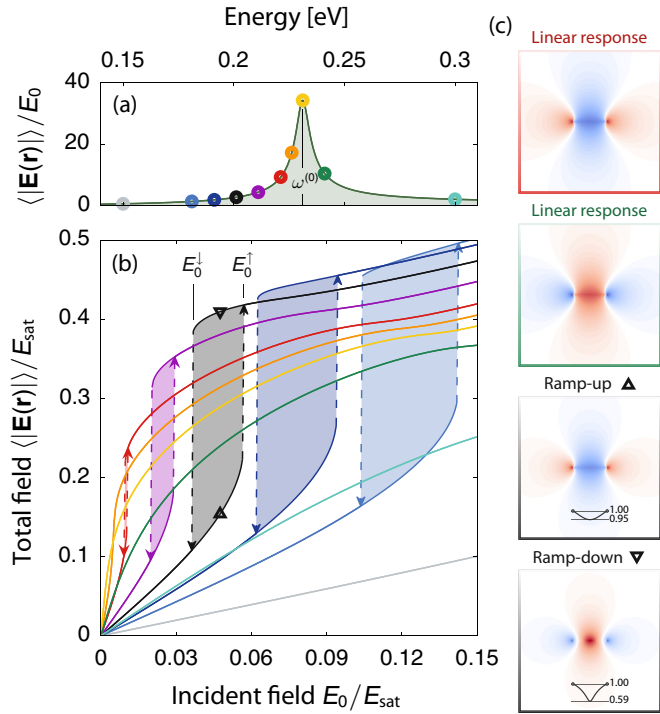 Energy [eV]
0.15 0.2 0.25 0.3
(a)
⟨|E(r)|⟩/E₀
40
20
0
ω⁽⁰⁾
(b)
E₀↓ E₀↑
Total field ⟨|E(r)|⟩/E_sat
0.5
0.4
0.3
0.2
0.1
0
0 0.03 0.06 0.09 0.12 0.15
Incident field E₀/E_sat
(c)
Linear response
Linear response
Ramp-up
1.00
0.95
Ramp-down
1.00
0.59